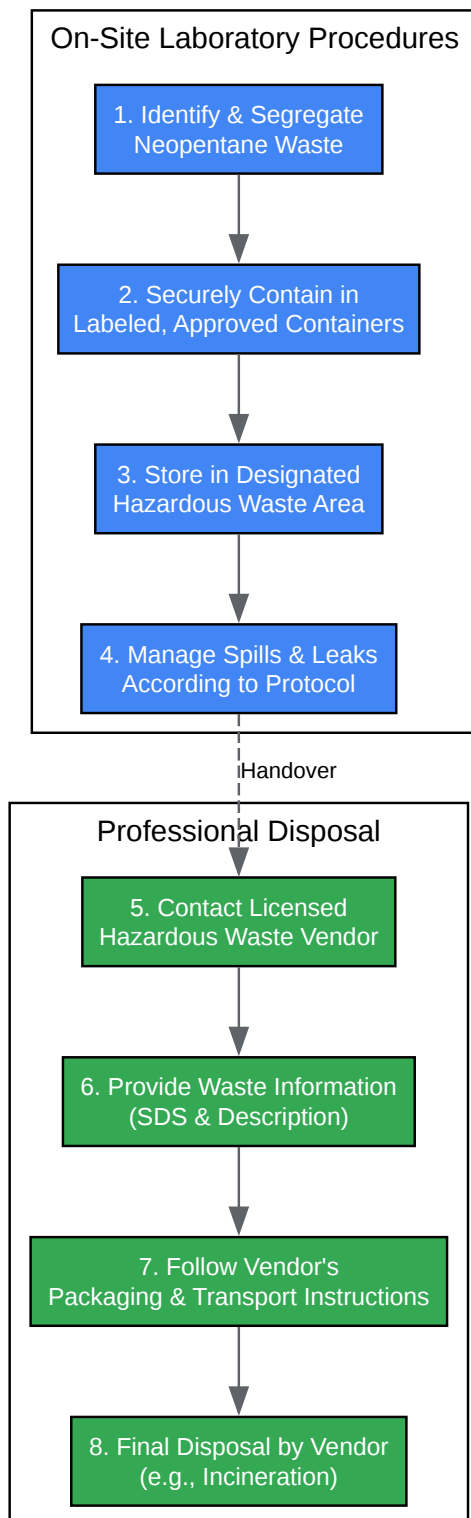 On-Site Laboratory Procedures
1. Identify & Segregate
Neopentane Waste
2. Securely Contain in
Labeled, Approved Containers
3. Store in Designated
Hazardous Waste Area
4. Manage Spills & Leaks
According to Protocol
Handover
Professional Disposal
5. Contact Licensed
Hazardous Waste Vendor
6. Provide Waste Information
(SDS & Description)
7. Follow Vendor's
Packaging & Transport Instructions
8. Final Disposal by Vendor
(e.g., Incineration)